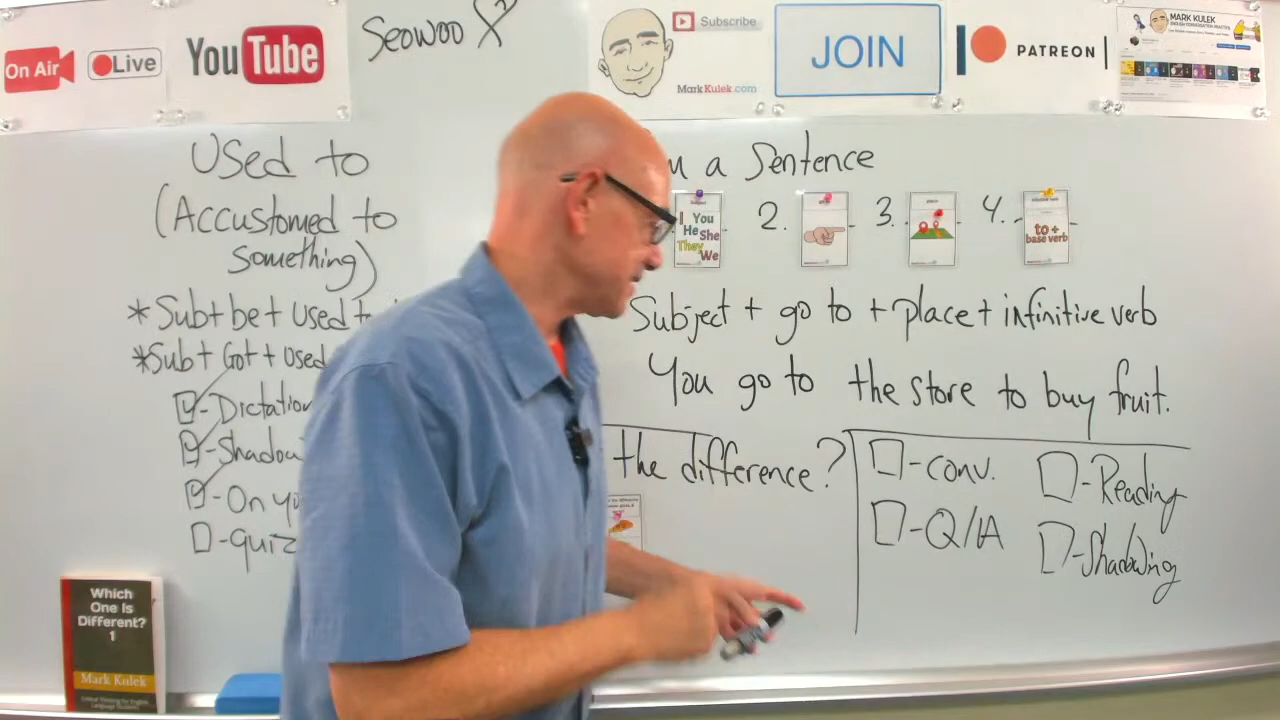 On Air
Live
YouTube
Seowoo
Subscribe
MarkKulek.com
JOIN
PATREON
MARK KULEK
Used to
(Accustomed to
something)
*Sub+be+used
*Sub+Got+Used
-Dictation
-Shadow
-On yo
-quiz
a Sentence
I You
He She
They We
2.
3.
place
4.
to +
base verb
Subject + go to + place + infinitive verb
You go to the store to buy fruit.
the difference?
-conv.
-Q/A
-Reading
-Shadowing
Which
One Is
Different?
1
Mark Kulek